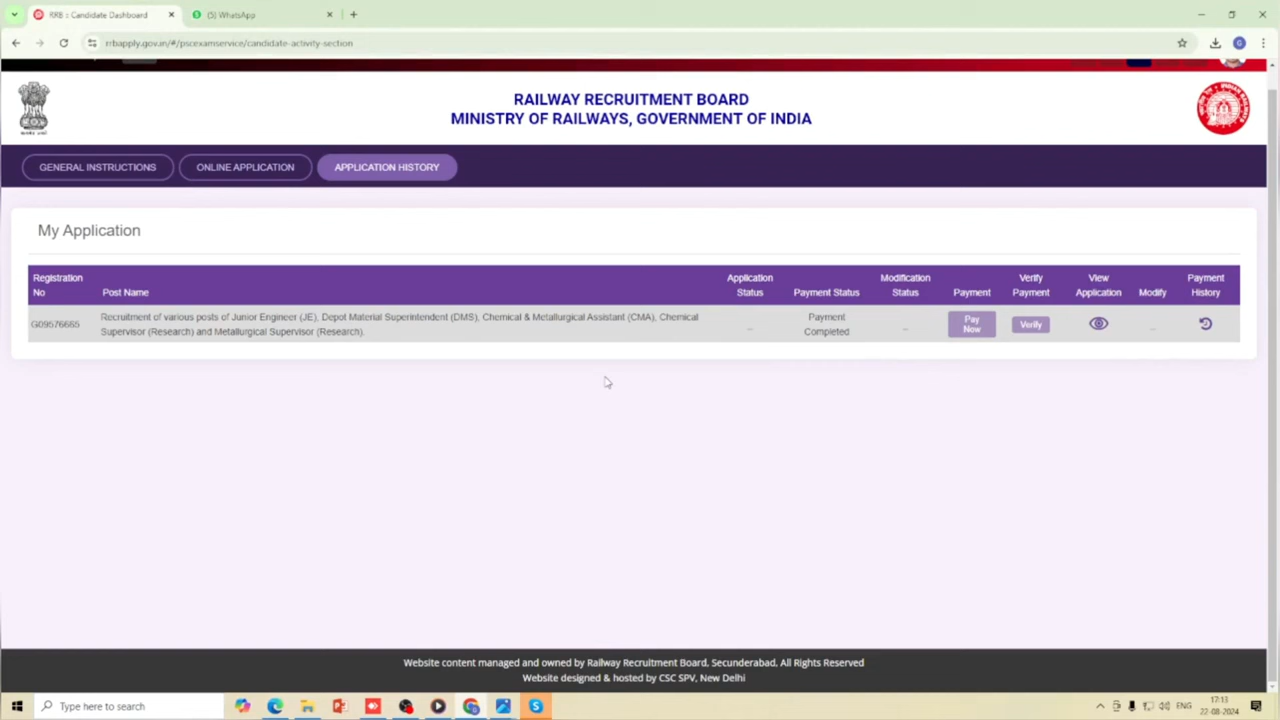 RRB :: Candidate Dashboard
(5) WhatsApp
rrbapply.gov.in/#/pscexamservice/candidate-activity-section
RAILWAY RECRUITMENT BOARD
MINISTRY OF RAILWAYS, GOVERNMENT OF INDIA
GENERAL INSTRUCTIONS
ONLINE APPLICATION
APPLICATION HISTORY
My Application
Registration
No
Post Name
Application
Status
Payment Status
Modification
Status
Payment
Verify
Payment
View
Application
Modify
Payment
History
G09576665
Recruitment of various posts of Junior Engineer (JE), Depot Material Superintendent (DMS), Chemical & Metallurgical Assistant (CMA), Chemical
Supervisor (Research) and Metallurgical Supervisor (Research).
Payment
Completed
Pay
Now
Verify
Website content managed and owned by Railway Recruitment Board, Secunderabad, All Rights Reserved
Website designed & hosted by CSC SPV, New Delhi
Type here to search
ENG
17:13
22-08-2024